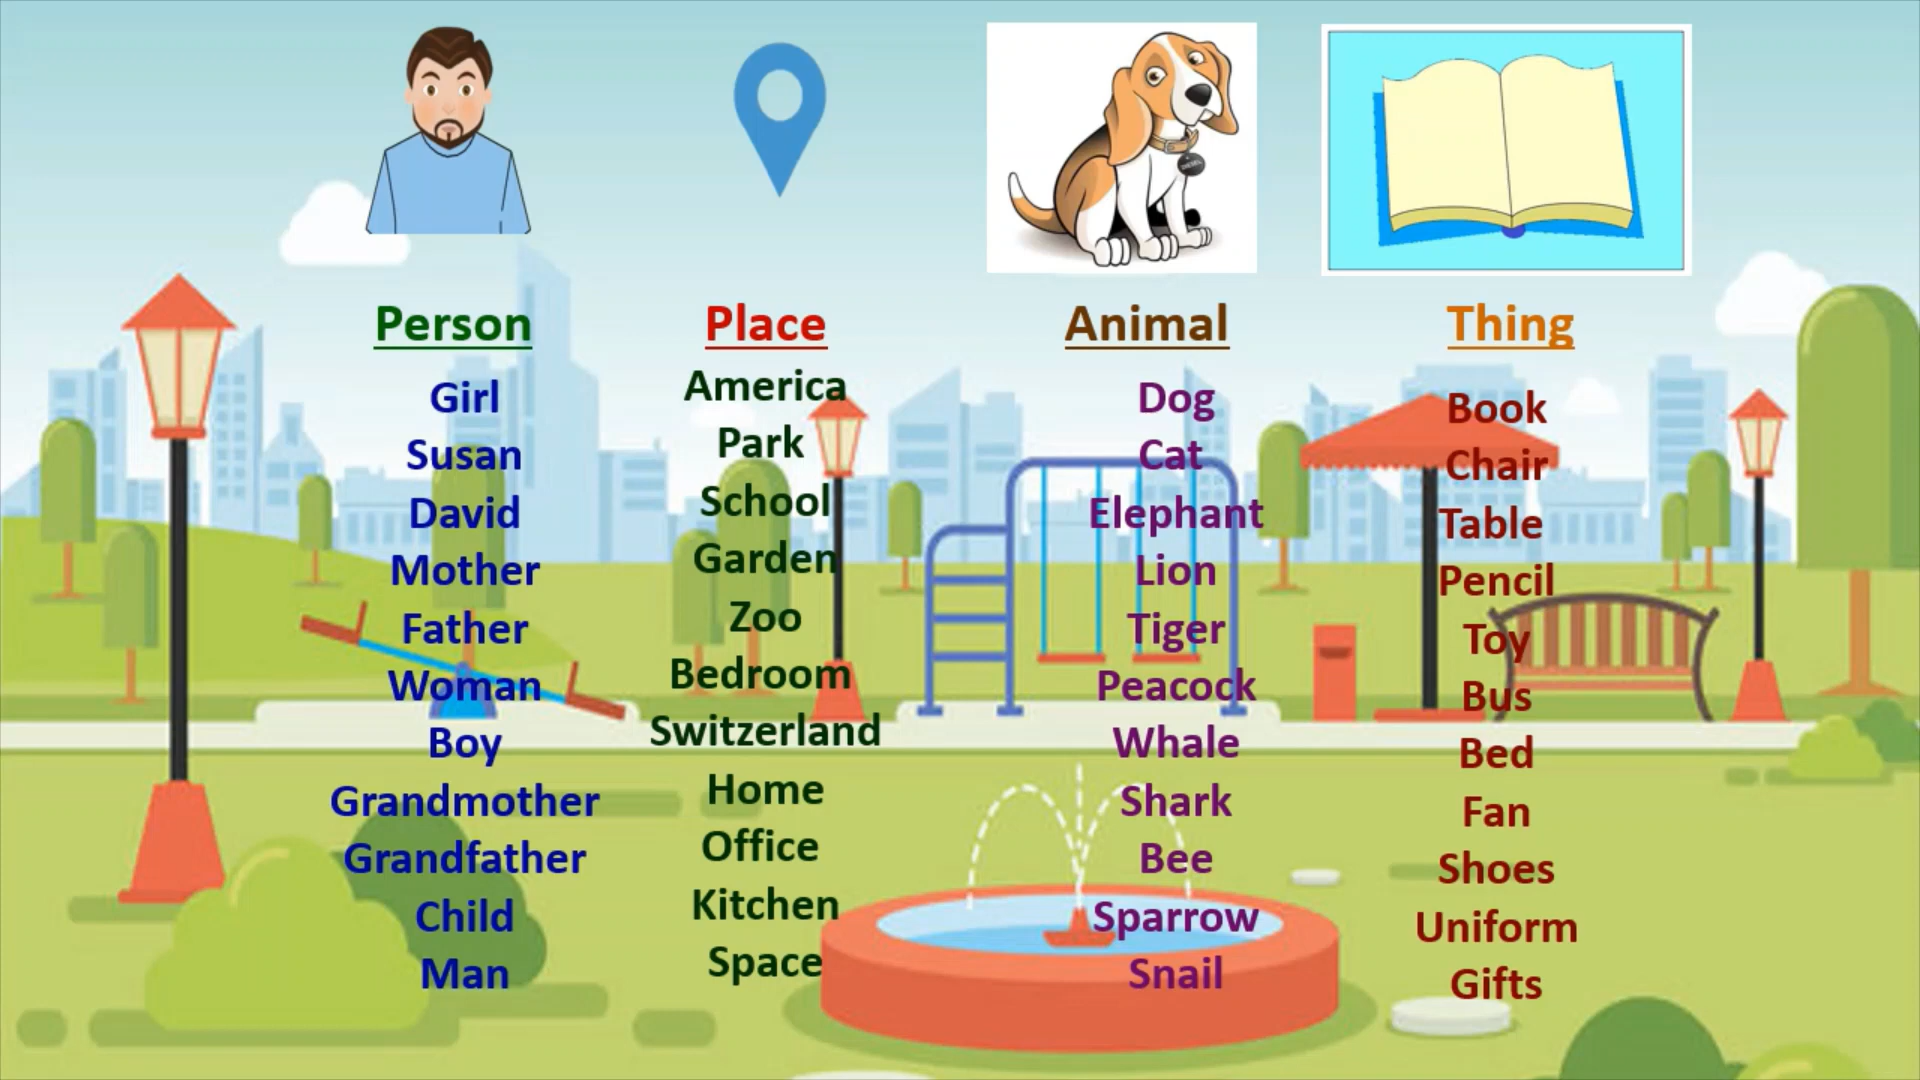 Person
Girl
Susan
David
Mother
Father
Woman
Boy
Grandmother
Grandfather
Child
Man
Place
America
Park
School
Garden
Zoo
Bedroom
Switzerland
Home
Office
Kitchen
Space
Animal
Dog
Cat
Elephant
Lion
Tiger
Peacock
Whale
Shark
Bee
Sparrow
Snail
Thing
Book
Chair
Table
Pencil
Toy
Bus
Bed
Fan
Shoes
Uniform
Gifts